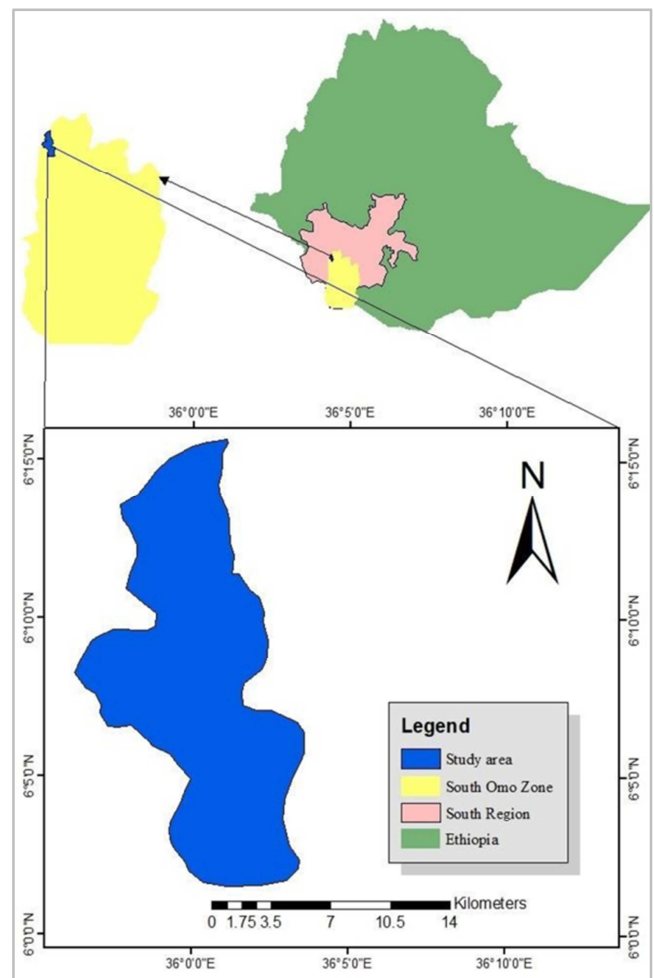 36°0'0"E 36°5'0"E 36°10'0"E
6°15'0"N 6°15'0"N
N
6°10'0"N 6°10'0"N
Legend
Study area
South Omo Zone
South Region
Ethiopia
6°5'0"N 6°5'0"N
Kilometers
0 1.75 3.5 7 10.5 14
6°0'0"N 6°0'0"N
36°0'0"E 36°5'0"E 36°10'0"E